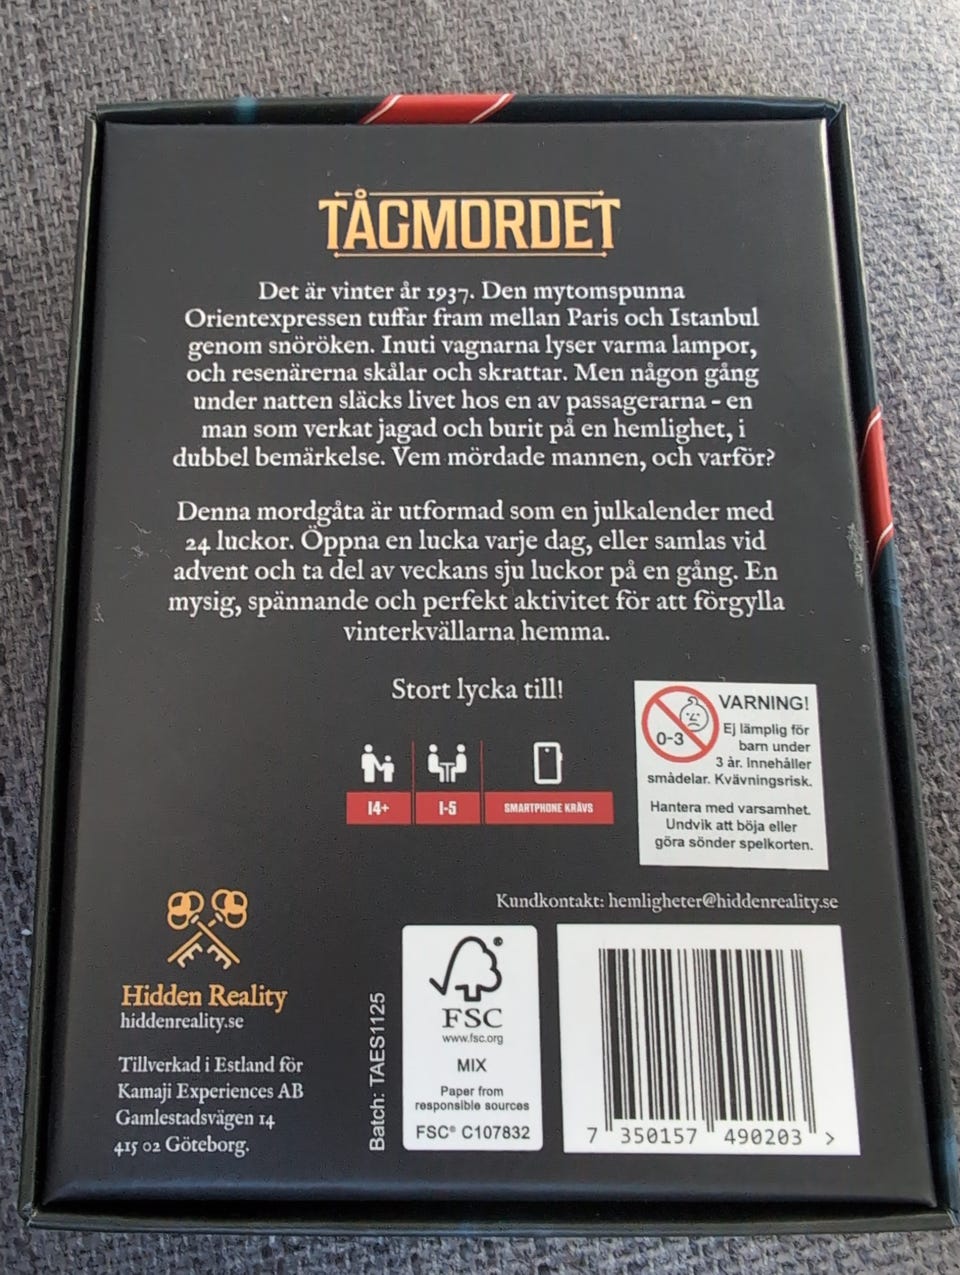 TÅGMORDET
Det är vinter år 1937. Den mytomspunna
Orientexpressen tuffar fram mellan Paris och Istanbul
genom snöröken. Inuti vagnarna lyser varma lampor,
och resenärerna skålar och skrattar. Men någon gång
under natten släcks livet hos en av passagerarna - en
man som verkat jagad och burit på en hemlighet, i
dubbel bemärkelse. Vem mördade mannen, och varför?
Denna mordgåta är utformad som en julkalender med
24 luckor. Öppna en lucka varje dag, eller samlas vid
advent och ta del av veckans sju luckor på en gång. En
mysig, spännande och perfekt aktivitet för att förgylla
vinterkvällarna hemma.
Stort lycka till!
14+
1-5
SMARTPHONE KRÄVS
0-3
VARNING!
Ej lämplig för
barn under
3 år. Innehåller
smådelar. Kvävningsrisk.
Hantera med varsamhet.
Undvik att böja eller
göra sönder spelkorten.
Kundkontakt: hemligheter@hiddenreality.se
Hidden Reality
hiddenreality.se
Tillverkad i Estland för
Kamaji Experiences AB
Gamlestadsvägen 14
415 02 Göteborg.
Batch: TAES1125
®
FSC
www.fsc.org
MIX
Paper from
responsible sources
FSC® C107832
7 350157 490203 >